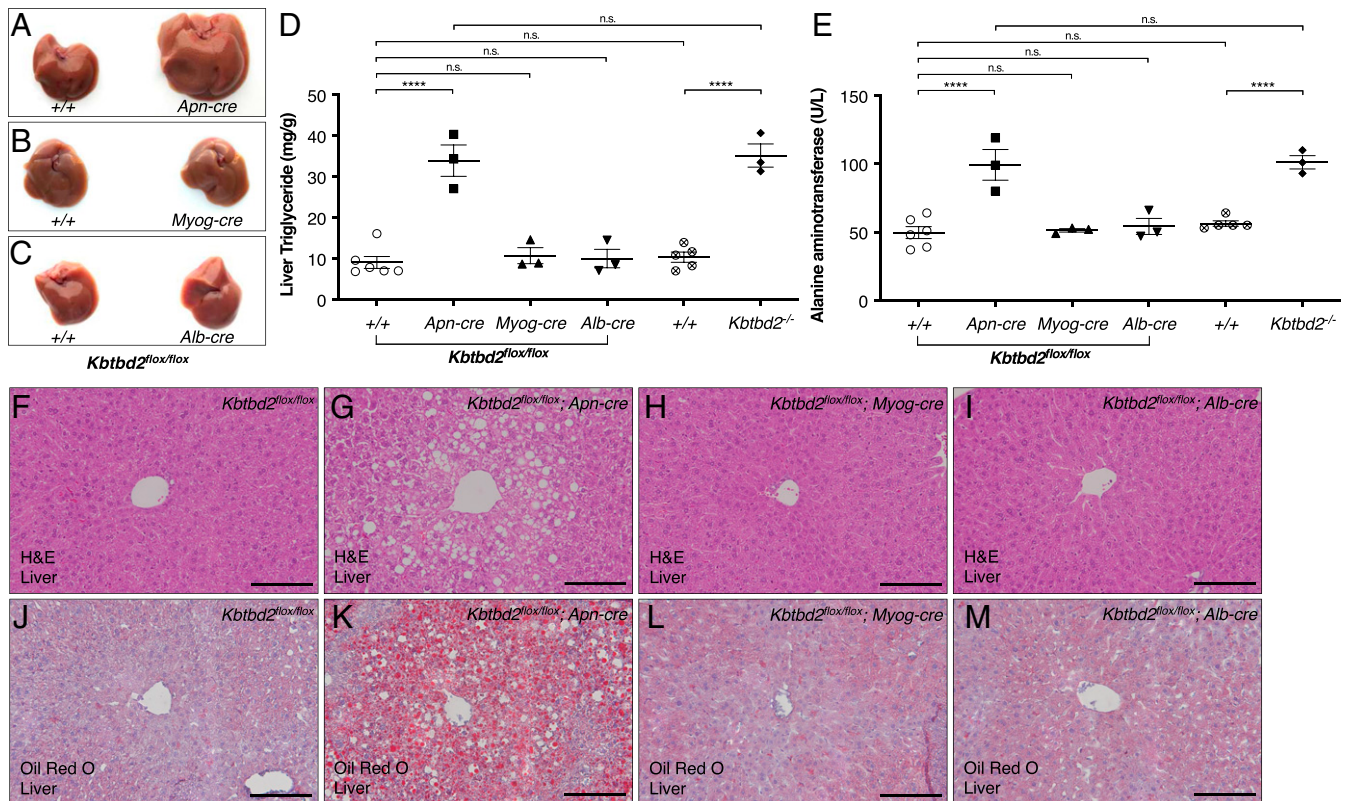 A
+/+ Apn-cre
B
+/+ Myog-cre
C
+/+ Alb-cre
Kbtbd2flox/flox
D
n.s.
n.s.
n.s.
n.s.
**** ****
Liver Triglyceride (mg/g)
50
40
30
20
10
0
+/+ Apn-cre Myog-cre Alb-cre +/+ Kbtbd2-/-
Kbtbd2flox/flox
E
n.s.
n.s.
n.s.
n.s.
**** ****
Alanine aminotransferase (U/L)
150
100
50
0
+/+ Apn-cre Myog-cre Alb-cre +/+ Kbtbd2-/-
Kbtbd2flox/flox
F Kbtbd2flox/flox
H&E
Liver
G Kbtbd2flox/flox; Apn-cre
H&E
Liver
H Kbtbd2flox/flox; Myog-cre
H&E
Liver
I Kbtbd2flox/flox; Alb-cre
H&E
Liver
J Kbtbd2flox/flox
Oil Red O
Liver
K Kbtbd2flox/flox; Apn-cre
Oil Red O
Liver
L Kbtbd2flox/flox; Myog-cre
Oil Red O
Liver
M Kbtbd2flox/flox; Alb-cre
Oil Red O
Liver